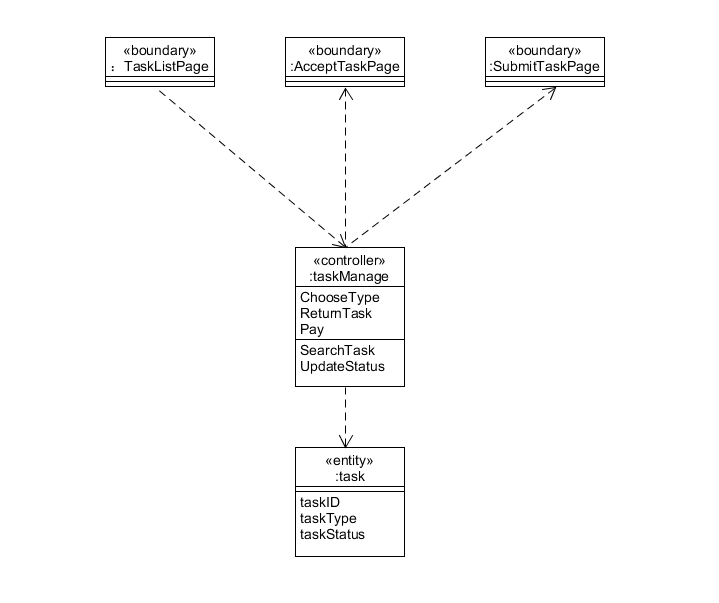 «boundary»
： TaskListPage
«boundary»
:AcceptTaskPage
«boundary»
:SubmitTaskPage
«controller»
:taskManage
ChooseType
ReturnTask
Pay
SearchTask
UpdateStatus
«entity»
:task
taskID
taskType
taskStatus